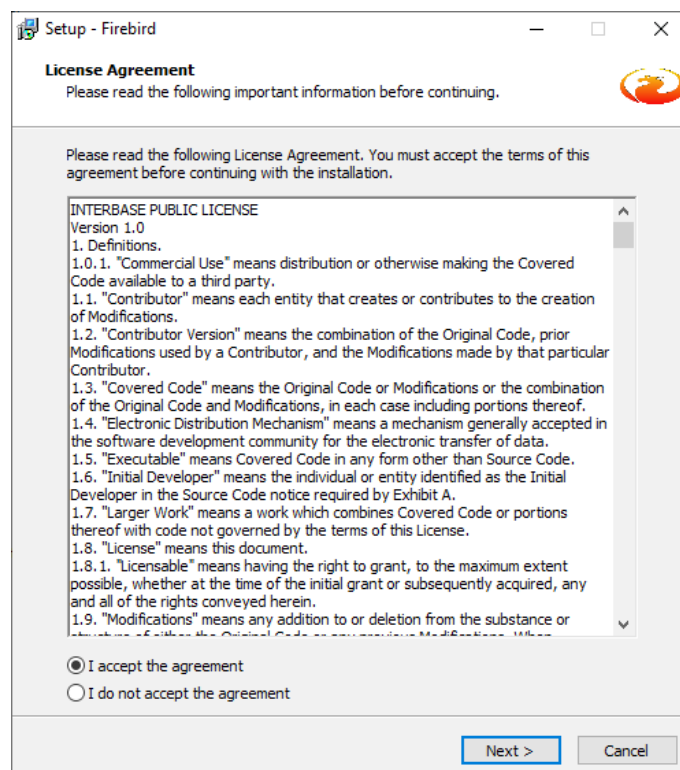 Setup - Firebird
License Agreement
Please read the following important information before continuing.
Please read the following License Agreement. You must accept the terms of this
agreement before continuing with the installation.
INTERBASE PUBLIC LICENSE
Version 1.0
1. Definitions.
1.0.1. "Commercial Use" means distribution or otherwise making the Covered
Code available to a third party.
1.1. "Contributor" means each entity that creates or contributes to the creation
of Modifications.
1.2. "Contributor Version" means the combination of the Original Code, prior
Modifications used by a Contributor, and the Modifications made by that particular
Contributor.
1.3. "Covered Code" means the Original Code or Modifications or the combination
of the Original Code and Modifications, in each case including portions thereof.
1.4. "Electronic Distribution Mechanism" means a mechanism generally accepted in
the software development community for the electronic transfer of data.
1.5. "Executable" means Covered Code in any form other than Source Code.
1.6. "Initial Developer" means the individual or entity identified as the Initial
Developer in the Source Code notice required by Exhibit A.
1.7. "Larger Work" means a work which combines Covered Code or portions
thereof with code not governed by the terms of this License.
1.8. "License" means this document.
1.8.1. "Licensable" means having the right to grant, to the maximum extent
possible, whether at the time of the initial grant or subsequently acquired, any
and all of the rights conveyed herein.
1.9. "Modifications" means any addition to or deletion from the substance or
structure of either the Original Code or any previous Modifications. When
I accept the agreement
I do not accept the agreement
Next >
Cancel